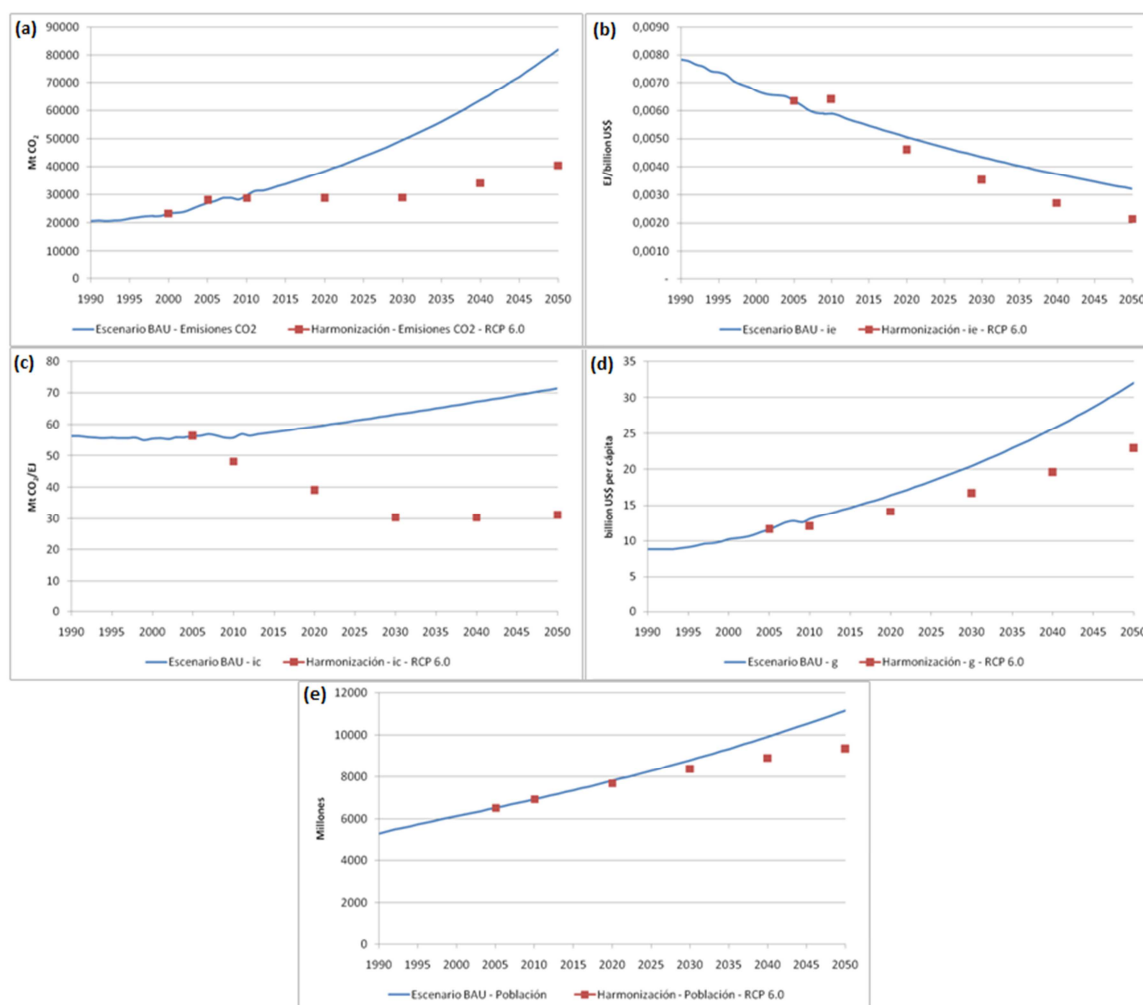 (a)
90000
80000
70000
60000
50000
40000
30000
20000
10000
0
Mt CO₂
1990 1995 2000 2005 2010 2015 2020 2025 2030 2035 2040 2045 2050
Escenario BAU - Emisiones CO2 Harmonización - Emisiones CO2 - RCP 6.0
(b)
0,0090
0,0080
0,0070
0,0060
0,0050
0,0040
0,0030
0,0020
0,0010
-
EJ/billion US$
1990 1995 2000 2005 2010 2015 2020 2025 2030 2035 2040 2045 2050
Escenario BAU - ie Harmonización - ie - RCP 6.0
(c)
80
70
60
50
40
30
20
10
0
Mt CO₂/EJ
1990 1995 2000 2005 2010 2015 2020 2025 2030 2035 2040 2045 2050
Escenario BAU - ic Harmonización - ic - RCP 6.0
(d)
35
30
25
20
15
10
5
0
billion US$ per cápita
1990 1995 2000 2005 2010 2015 2020 2025 2030 2035 2040 2045 2050
Escenario BAU - g Harmonización - g - RCP 6.0
(e)
12000
10000
8000
6000
4000
2000
0
Millones
1990 1995 2000 2005 2010 2015 2020 2025 2030 2035 2040 2045 2050
Escenario BAU - Población Harmonización - Población - RCP 6.0